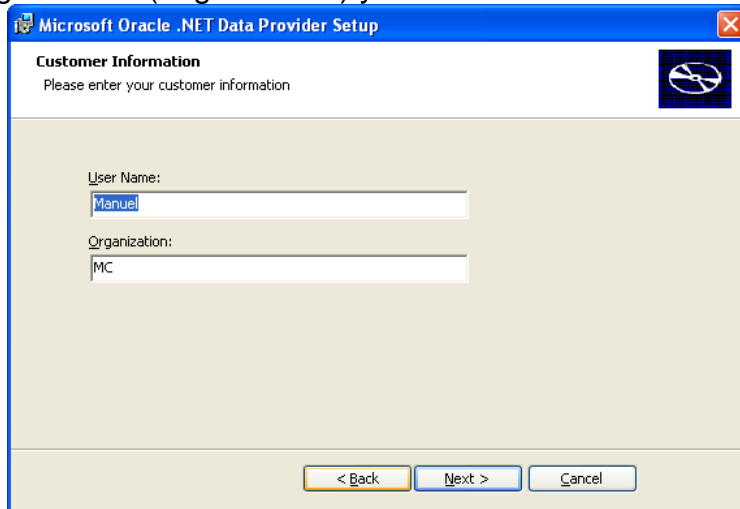 Microsoft Oracle .NET Data Provider Setup
Customer Information
Please enter your customer information
User Name:
Manuel
Organization:
MC
< Back
Next >
Cancel